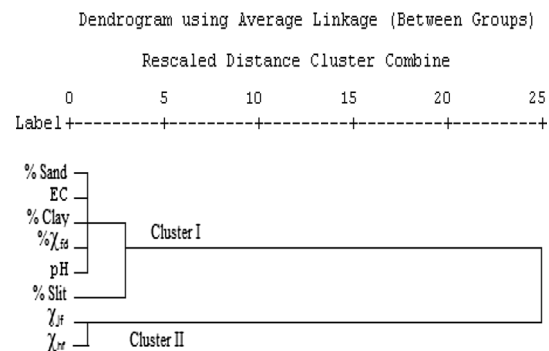 Dendrogram using Average Linkage (Between Groups)
Rescaled Distance Cluster Combine
0 5 10 15 20 25
Label +---------+---------+---------+---------+---------+
% Sand
EC
% Clay
Cluster I
%χfd
pH
% Slit
χlf
χhf
Cluster II